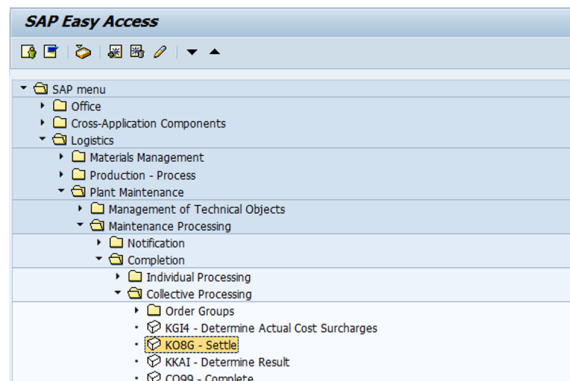 SAP Easy Access
SAP menu
Office
Cross-Application Components
Logistics
Materials Management
Production - Process
Plant Maintenance
Management of Technical Objects
Maintenance Processing
Notification
Completion
Individual Processing
Collective Processing
Order Groups
KGI4 - Determine Actual Cost Surcharges
KO8G - Settle
KKAI - Determine Result
CO99 - Complete